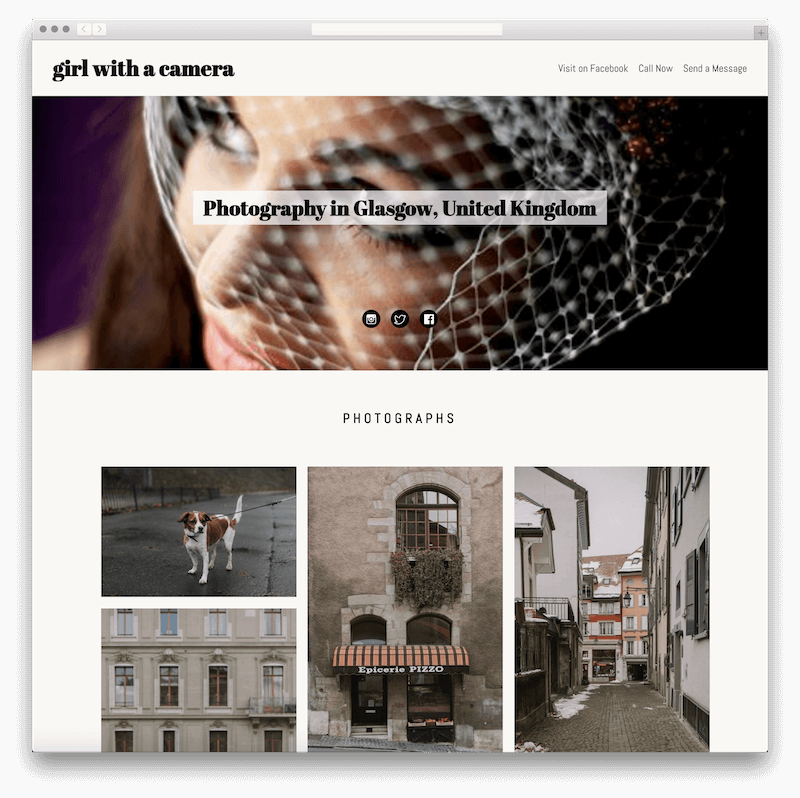 girl with a camera
Visit on Facebook Call Now Send a Message
Photography in Glasgow, United Kingdom
PHOTOGRAPHS
Epicerie PIZZO